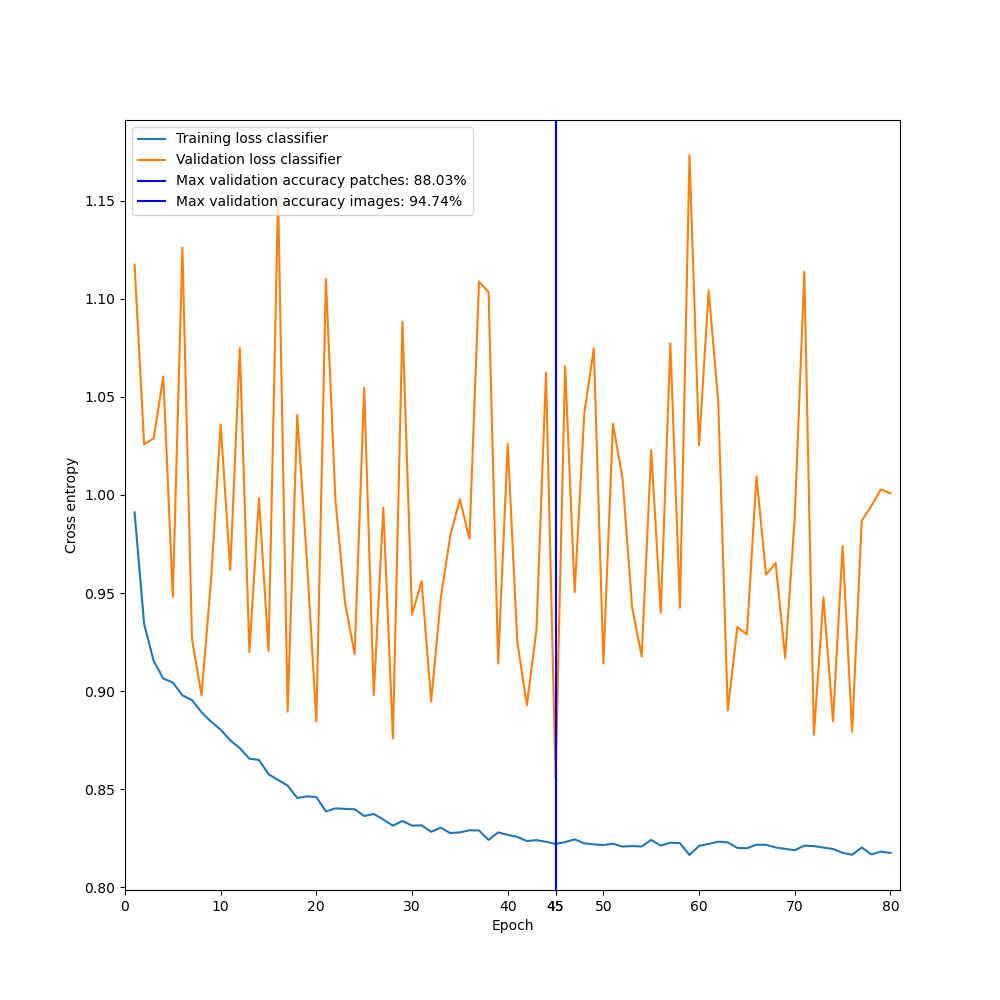 Training loss classifier
Validation loss classifier
Max validation accuracy patches: 88.03%
Max validation accuracy images: 94.74%
1.15
1.10
1.05
1.00
0.95
0.90
0.85
0.80
Cross entropy
0 10 20 30 40 45 50 60 70 80
Epoch